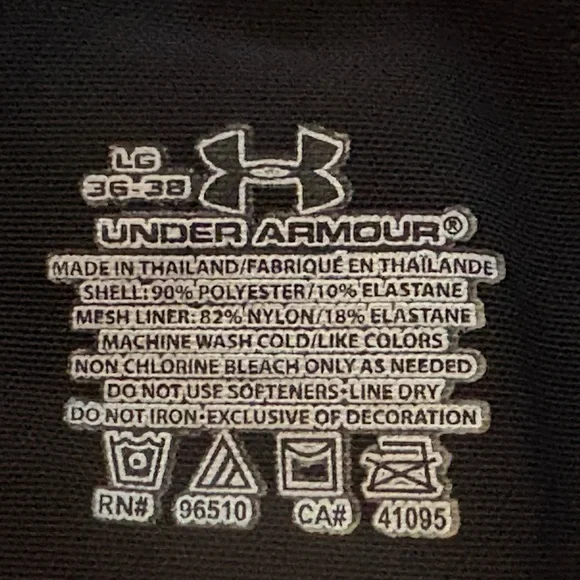 LG
36-38
UNDER ARMOUR®
MADE IN THAILAND/FABRIQUÉ EN THAÏLANDE
SHELL: 90% POLYESTER/10% ELASTANE
MESH LINER: 82% NYLON/18% ELASTANE
MACHINE WASH COLD/LIKE COLORS
NON CHLORINE BLEACH ONLY AS NEEDED
DO NOT USE SOFTENERS•LINE DRY
DO NOT IRON•EXCLUSIVE OF DECORATION
RN# 96510 CA# 41095